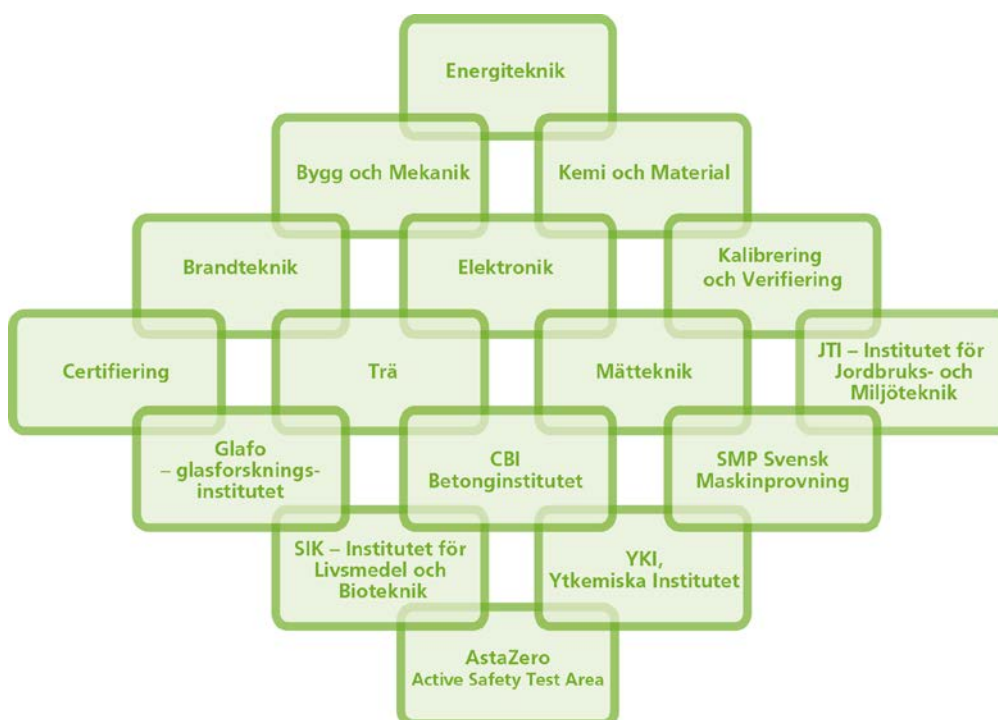 Energiteknik
Bygg och Mekanik
Kemi och Material
Brandteknik
Elektronik
Kalibrering
och Verifiering
Certifiering
Trä
Mätteknik
JTI – Institutet för
Jordbruks- och
Miljöteknik
Glafo
– glasforsknings-
institutet
CBI
Betonginstitutet
SMP Svensk
Maskinprovning
SIK – Institutet för
Livsmedel och
Bioteknik
YKI,
Ytkemiska Institutet
AstaZero
Active Safety Test Area